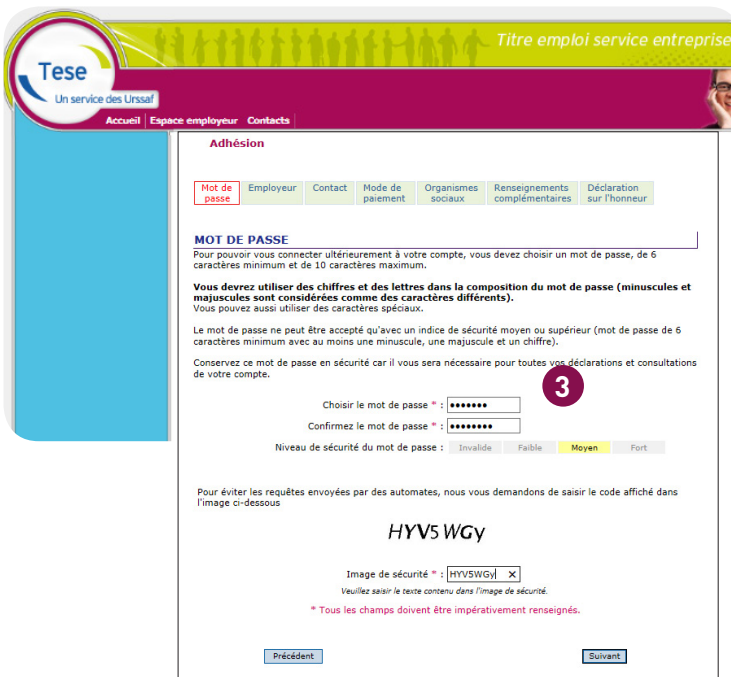 Titre emploi service entreprise
Tese
Un service des Urssaf
Accueil Espace employeur Contacts
Adhésion
Mot de passe Employeur Contact Mode de paiement Organismes sociaux Renseignements complémentaires Déclaration sur l'honneur
MOT DE PASSE
Pour pouvoir vous connecter ultérieurement à votre compte, vous devez choisir un mot de passe, de 6
caractères minimum et de 10 caractères maximum.
Vous devrez utiliser des chiffres et des lettres dans la composition du mot de passe (minuscules et
majuscules sont considérées comme des caractères différents).
Vous pouvez aussi utiliser des caractères spéciaux.
Le mot de passe ne peut être accepté qu'avec un indice de sécurité moyen ou supérieur (mot de passe de 6
caractères minimum avec au moins une minuscule, une majuscule et un chiffre).
Conservez ce mot de passe en sécurité car il vous sera nécessaire pour toutes vos déclarations et consultations
de votre compte.
3
Choisir le mot de passe * : •••••••
Confirmez le mot de passe * : ••••••••
Niveau de sécurité du mot de passe : Invalide Faible Moyen Fort
Pour éviter les requêtes envoyées par des automates, nous vous demandons de saisir le code affiché dans
l'image ci-dessous
HYV5WGy
Image de sécurité * : HYV5WGy
Veuillez saisir le texte contenu dans l'image de sécurité.
* Tous les champs doivent être impérativement renseignés.
Précédent Suivant